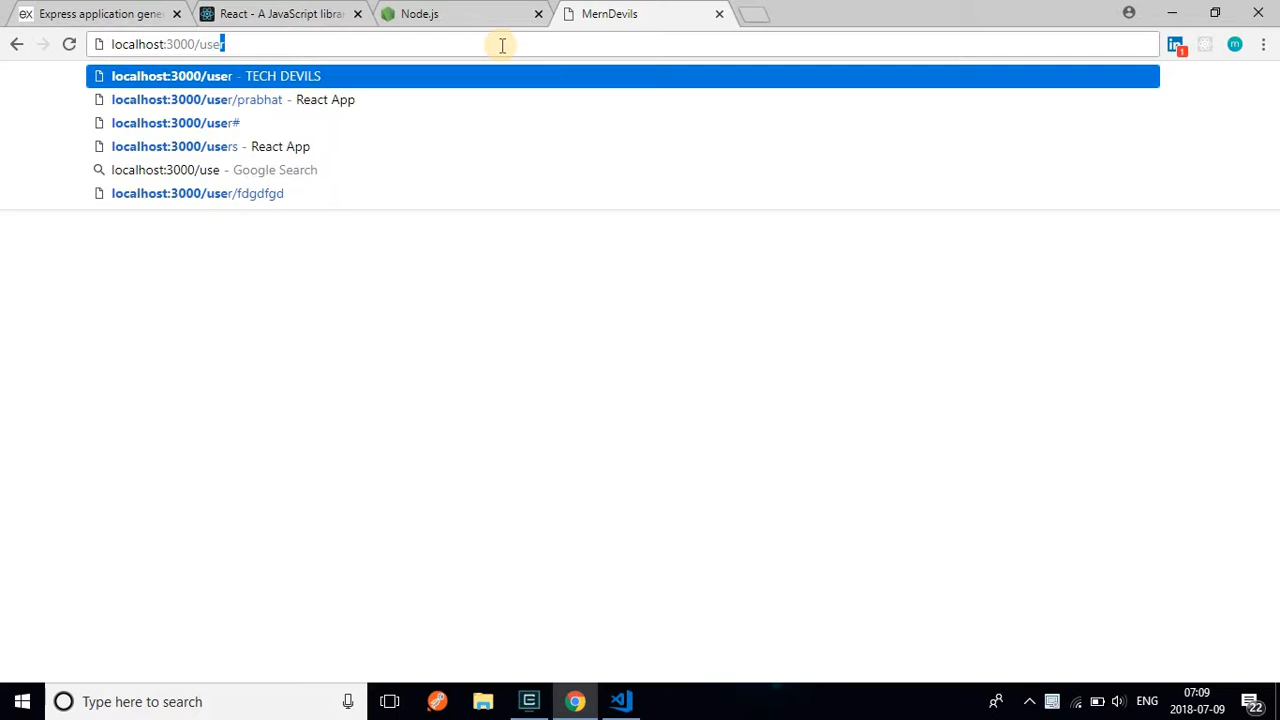 Express application gene
React - A JavaScript librar
Node.js
MernDevils
localhost:3000/user
1
m
localhost:3000/user - TECH DEVILS
localhost:3000/user/prabhat - React App
localhost:3000/user#
localhost:3000/users - React App
localhost:3000/use - Google Search
localhost:3000/user/fdgdfgd
Type here to search
ENG
07:09
2018-07-09
22